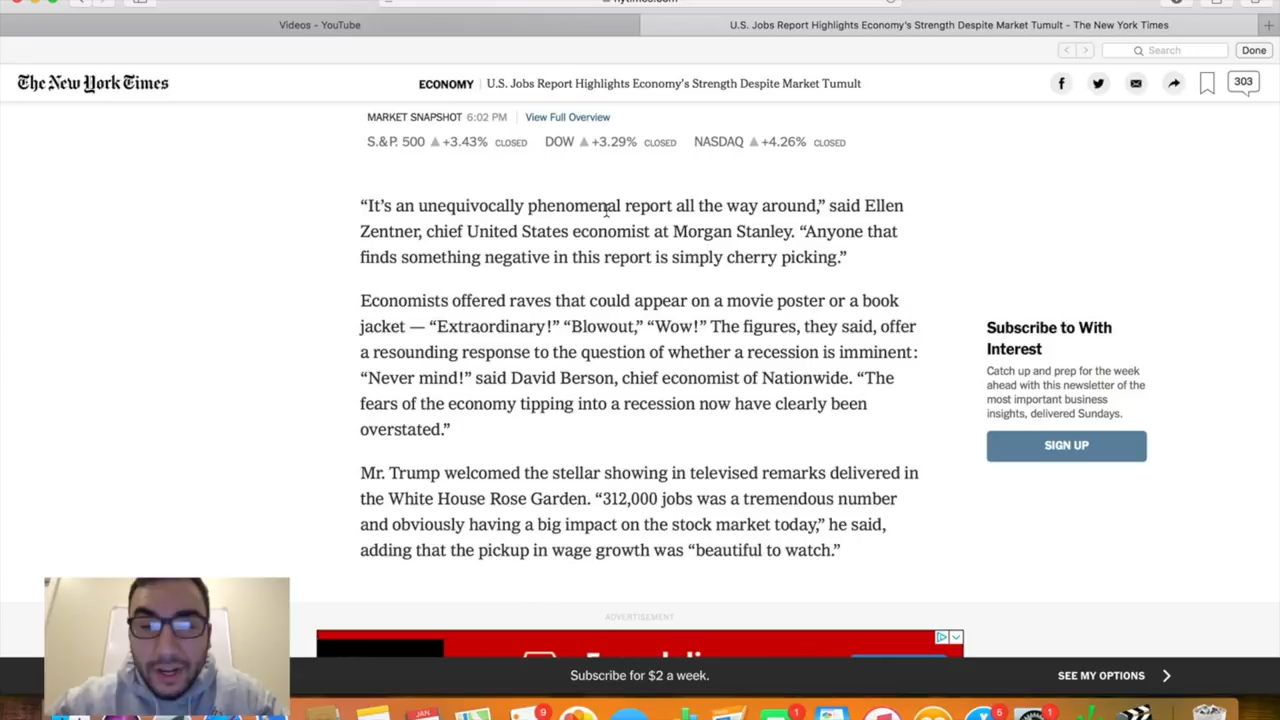 Videos - YouTube
U.S. Jobs Report Highlights Economy's Strength Despite Market Tumult - The New York Times
Search
Done
The New York Times
ECONOMY
U.S. Jobs Report Highlights Economy's Strength Despite Market Tumult
303
MARKET SNAPSHOT 6:02 PM View Full Overview
S.&P. 500 +3.43% CLOSED DOW +3.29% CLOSED NASDAQ +4.26% CLOSED
“It’s an unequivocally phenomenal report all the way around,” said Ellen
Zentner, chief United States economist at Morgan Stanley. “Anyone that
finds something negative in this report is simply cherry picking.”
Economists offered raves that could appear on a movie poster or a book
jacket — “Extraordinary!” “Blowout,” “Wow!” The figures, they said, offer
a resounding response to the question of whether a recession is imminent:
“Never mind!” said David Berson, chief economist of Nationwide. “The
fears of the economy tipping into a recession now have clearly been
overstated.”
Mr. Trump welcomed the stellar showing in televised remarks delivered in
the White House Rose Garden. “312,000 jobs was a tremendous number
and obviously having a big impact on the stock market today,” he said,
adding that the pickup in wage growth was “beautiful to watch.”
Subscribe to With
Interest
Catch up and prep for the week
ahead with this newsletter of the
most important business
insights, delivered Sundays.
SIGN UP
ADVERTISEMENT
Subscribe for $2 a week.
SEE MY OPTIONS
JAN
9
1
5
1